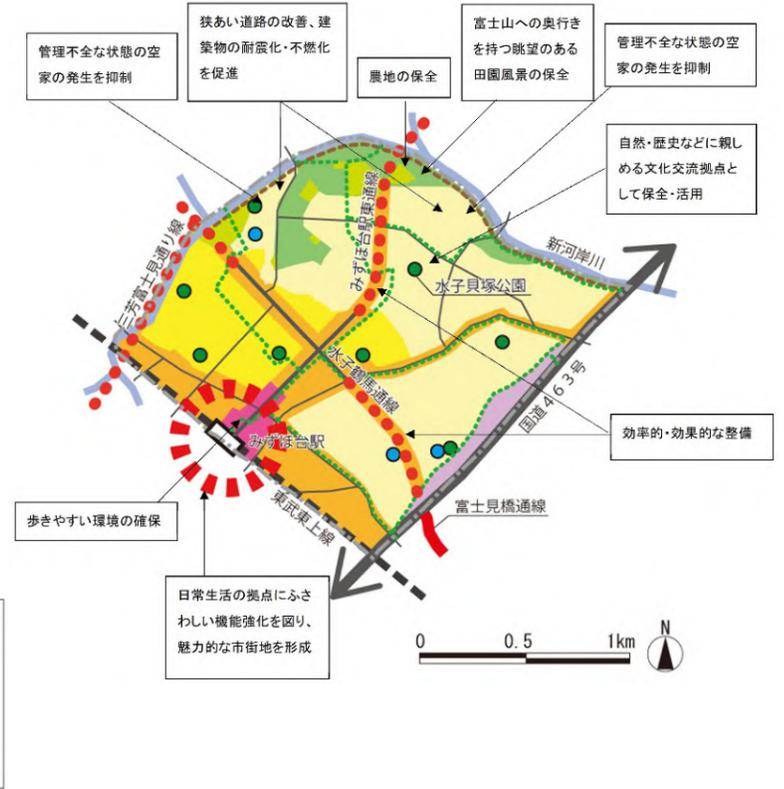 管理不全な状態の空
家の発生を抑制
狭あい道路の改善、建
築物の耐震化・不燃化
を促進
農地の保全
富士山への奥行き
を持つ眺望のある
田園風景の保全
管理不全な状態の空
家の発生を抑制
自然・歴史などに親し
める文化交流拠点と
して保全・活用
三芳富士見通り線
みずほ台駅東通線
新河岸川
水子貝塚公園
水子鶴馬通線
国道463号
みずほ台駅
効率的・効果的な整備
歩きやすい環境の確保
東武東上線
富士見橋通線
日常生活の拠点にふさ
わしい機能強化を図り、
魅力的な市街地を形成
0 0.5 1km
N